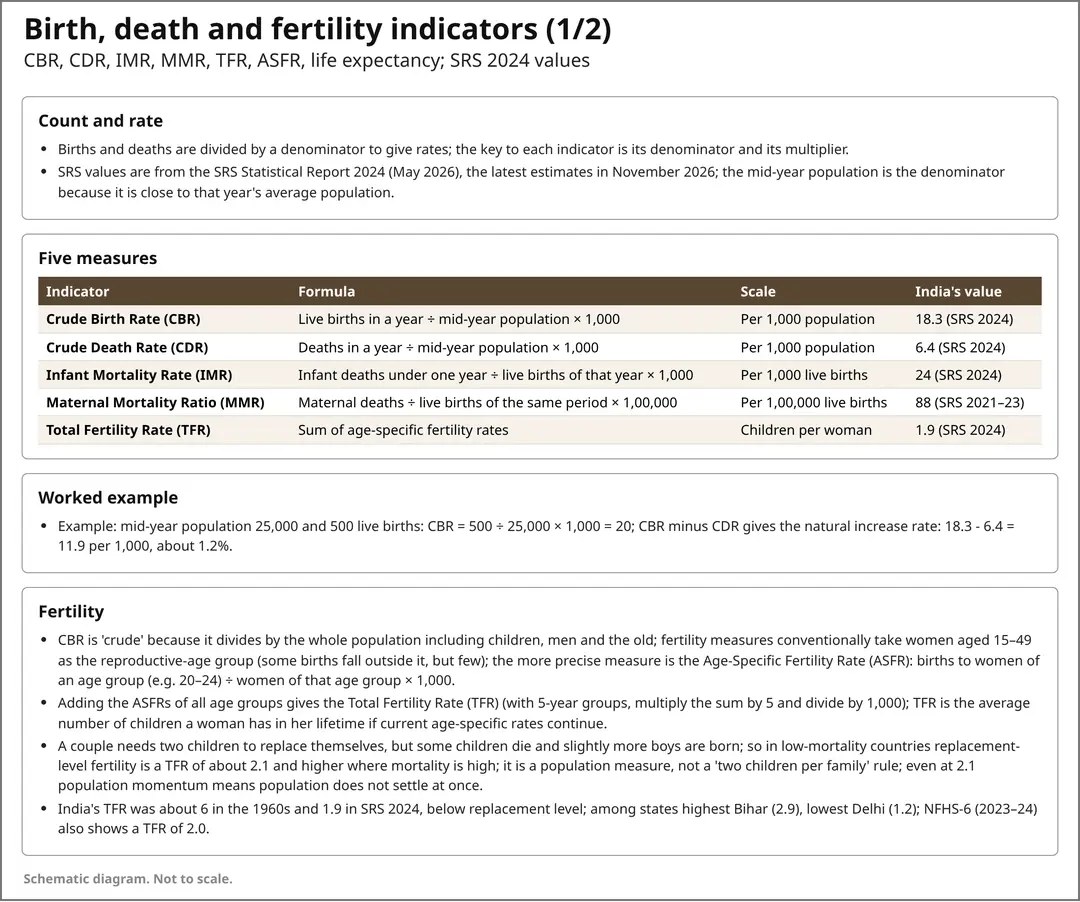 Birth, death and fertility indicators (1/2)
CBR, CDR, IMR, MMR, TFR, ASFR, life expectancy; SRS 2024 values
Count and rate
• Births and deaths are divided by a denominator to give rates; the key to each indicator is its denominator and its multiplier.
• SRS values are from the SRS Statistical Report 2024 (May 2026), the latest estimates in November 2026; the mid-year population is the denominator
because it is close to that year's average population.
Five measures
Indicator Formula Scale India's value
Crude Birth Rate (CBR) Live births in a year ÷ mid-year population × 1,000 Per 1,000 population 18.3 (SRS 2024)
Crude Death Rate (CDR) Deaths in a year ÷ mid-year population × 1,000 Per 1,000 population 6.4 (SRS 2024)
Infant Mortality Rate (IMR) Infant deaths under one year ÷ live births of that year × 1,000 Per 1,000 live births 24 (SRS 2024)
Maternal Mortality Ratio (MMR) Maternal deaths ÷ live births of the same period × 1,00,000 Per 1,00,000 live births 88 (SRS 2021–23)
Total Fertility Rate (TFR) Sum of age-specific fertility rates Children per woman 1.9 (SRS 2024)
Worked example
• Example: mid-year population 25,000 and 500 live births: CBR = 500 ÷ 25,000 × 1,000 = 20; CBR minus CDR gives the natural increase rate: 18.3 - 6.4 =
11.9 per 1,000, about 1.2%.
Fertility
• CBR is 'crude' because it divides by the whole population including children, men and the old; fertility measures conventionally take women aged 15–49
as the reproductive-age group (some births fall outside it, but few); the more precise measure is the Age-Specific Fertility Rate (ASFR): births to women of
an age group (e.g. 20–24) ÷ women of that age group × 1,000.
• Adding the ASFRs of all age groups gives the Total Fertility Rate (TFR) (with 5-year groups, multiply the sum by 5 and divide by 1,000); TFR is the average
number of children a woman has in her lifetime if current age-specific rates continue.
• A couple needs two children to replace themselves, but some children die and slightly more boys are born; so in low-mortality countries replacement-
level fertility is a TFR of about 2.1 and higher where mortality is high; it is a population measure, not a 'two children per family' rule; even at 2.1
population momentum means population does not settle at once.
• India's TFR was about 6 in the 1960s and 1.9 in SRS 2024, below replacement level; among states highest Bihar (2.9), lowest Delhi (1.2); NFHS-6 (2023–24)
also shows a TFR of 2.0.
Schematic diagram. Not to scale.